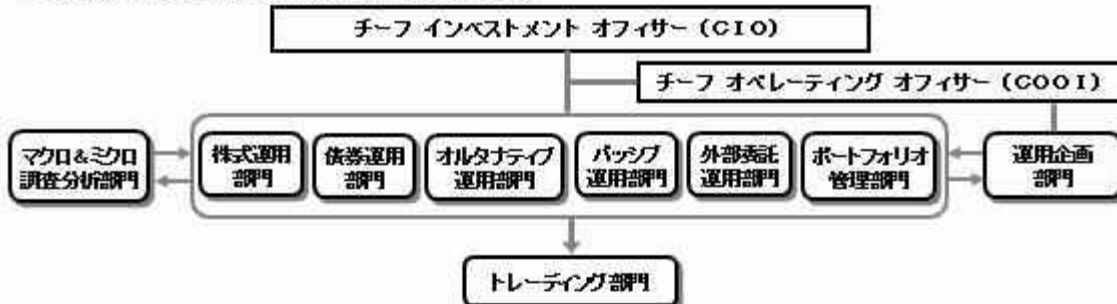 チーフ インベストメント オフィサー (CIO)
チーフ オペレーティング オフィサー (COOI)
マクロ&ミクロ
調査分析部門
株式運用
部門
債券運用
部門
オルタナティブ
運用部門
パッシブ
運用部門
外部委託
運用部門
ポートフォリオ
管理部門
運用企画
部門
トレーディング部門